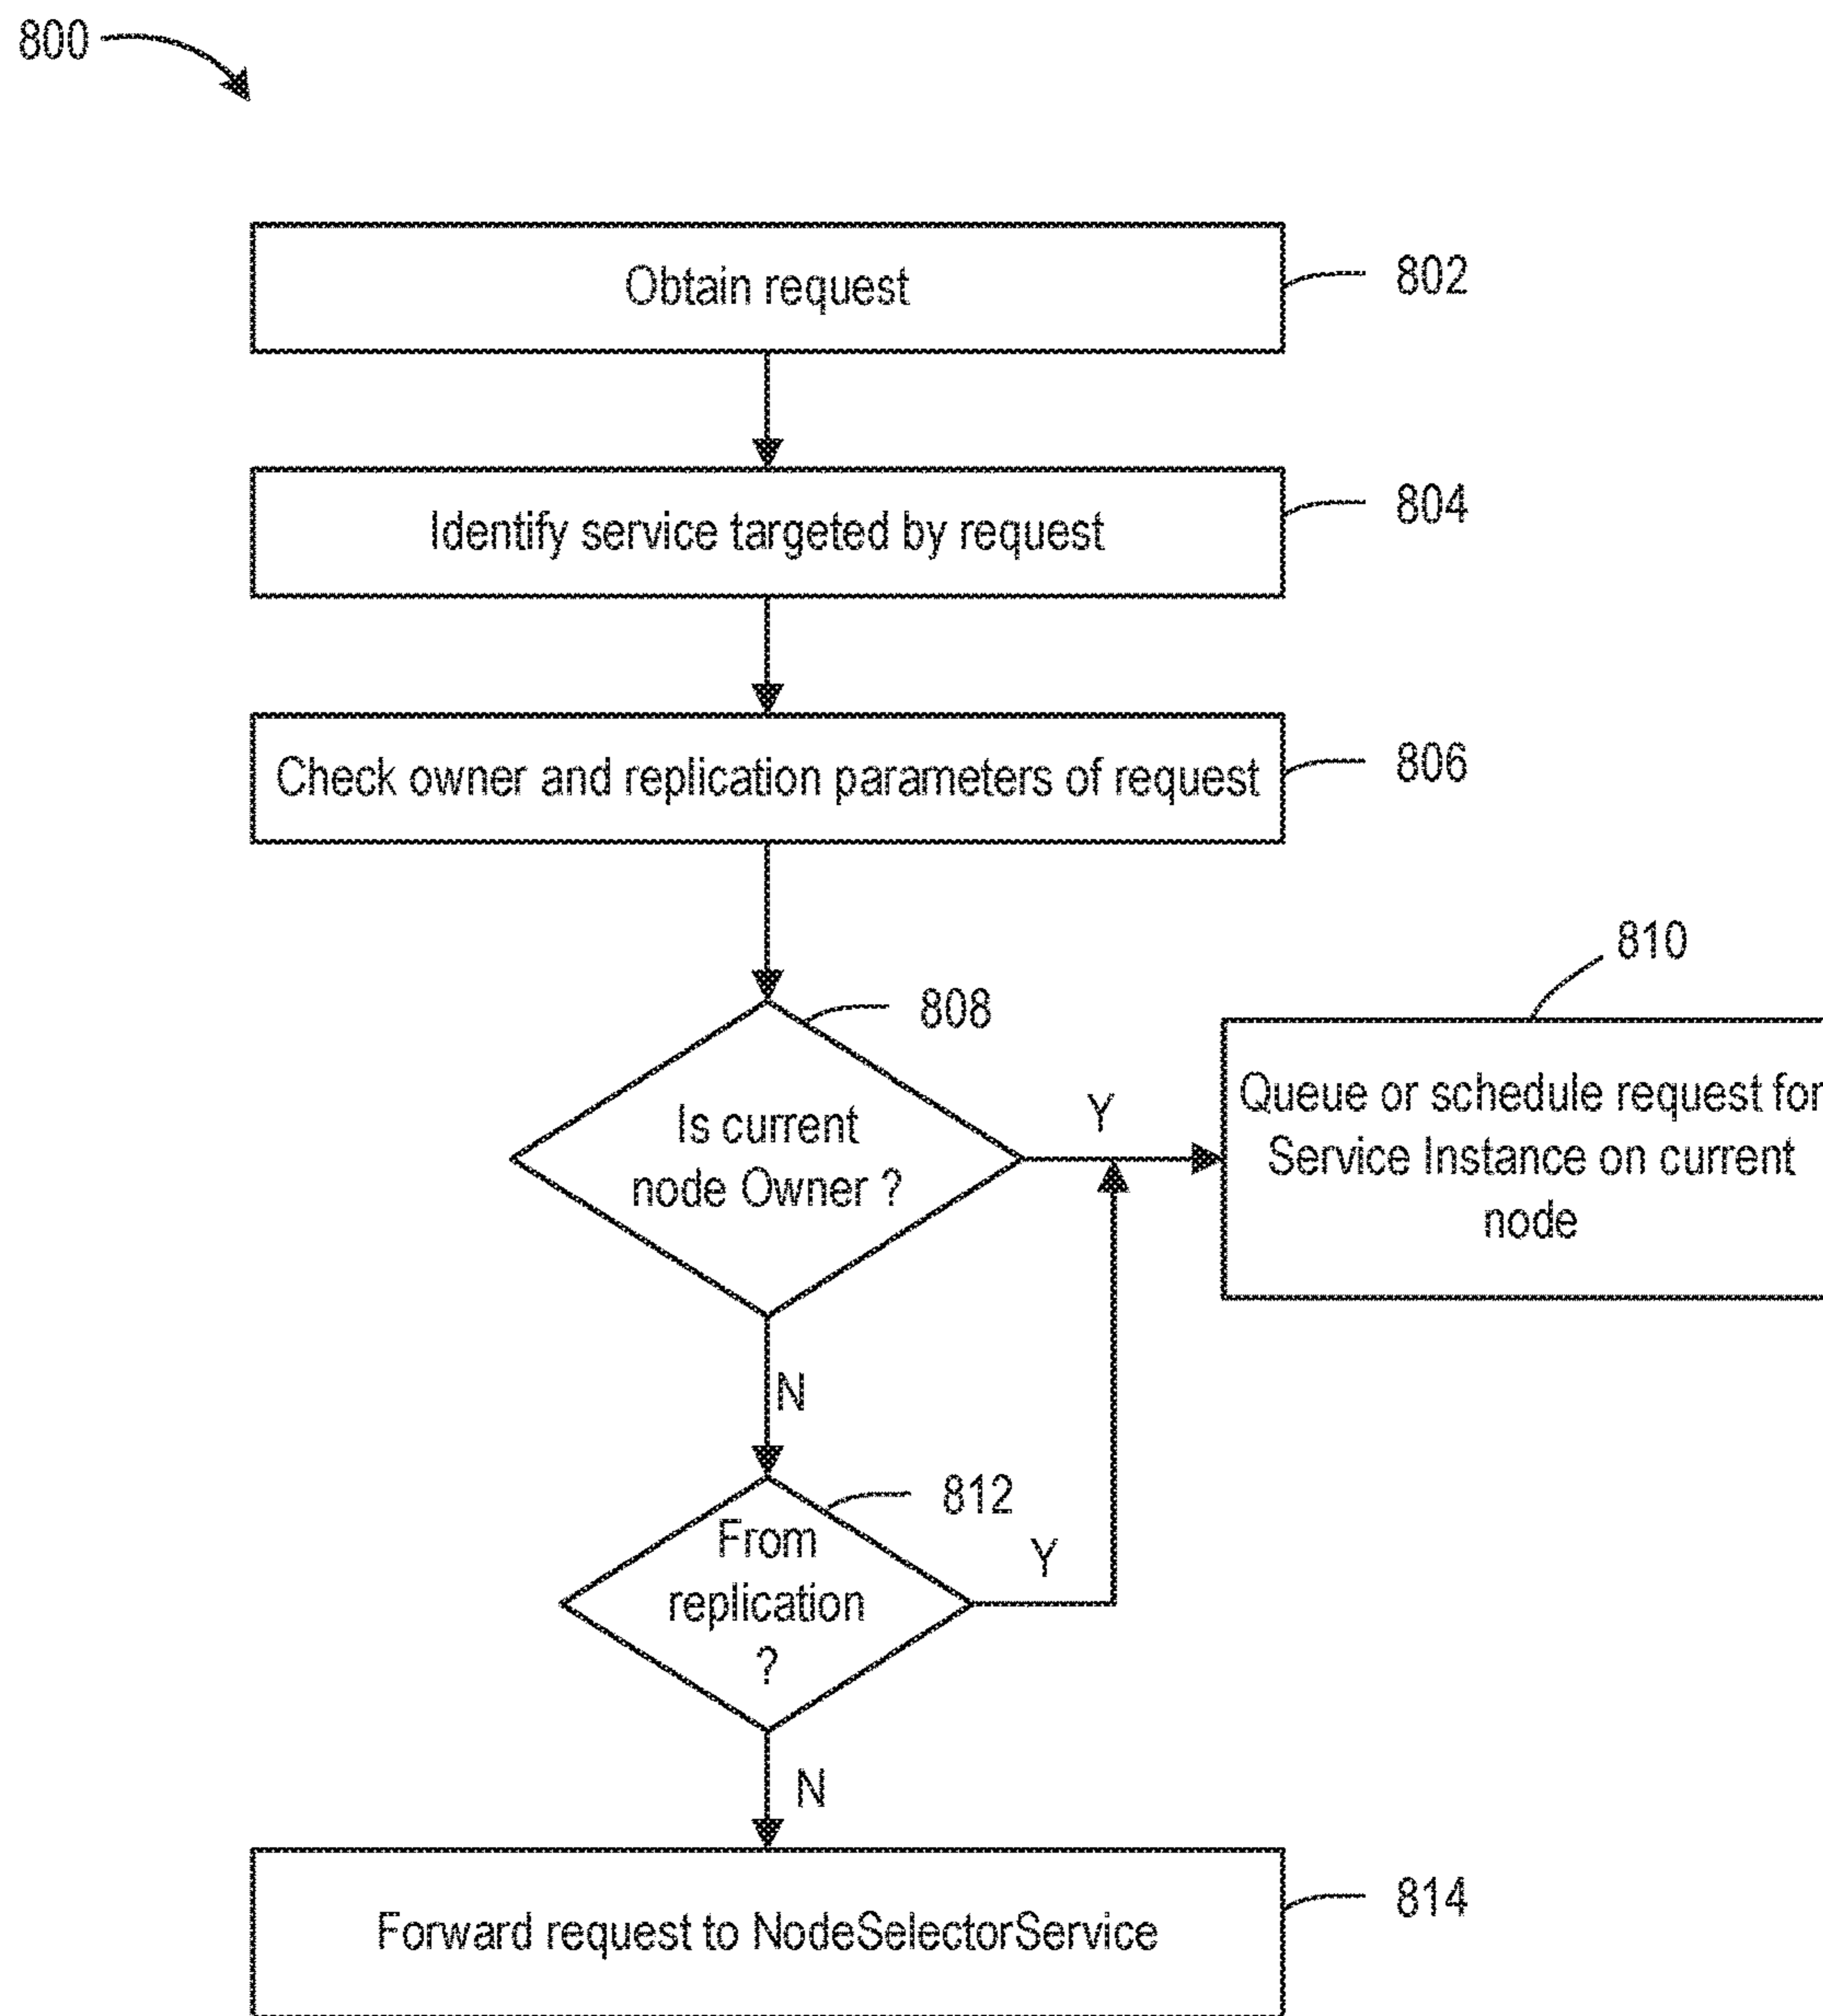 800
Obtain request
802
Identify service targeted by request
804
Check owner and replication parameters of request
806
808
Is current
node Owner ?
Y
810
Queue or schedule request for
Service Instance on current
node
N
812
From
replication
?
Y
N
Forward request to NodeSelectorService
814